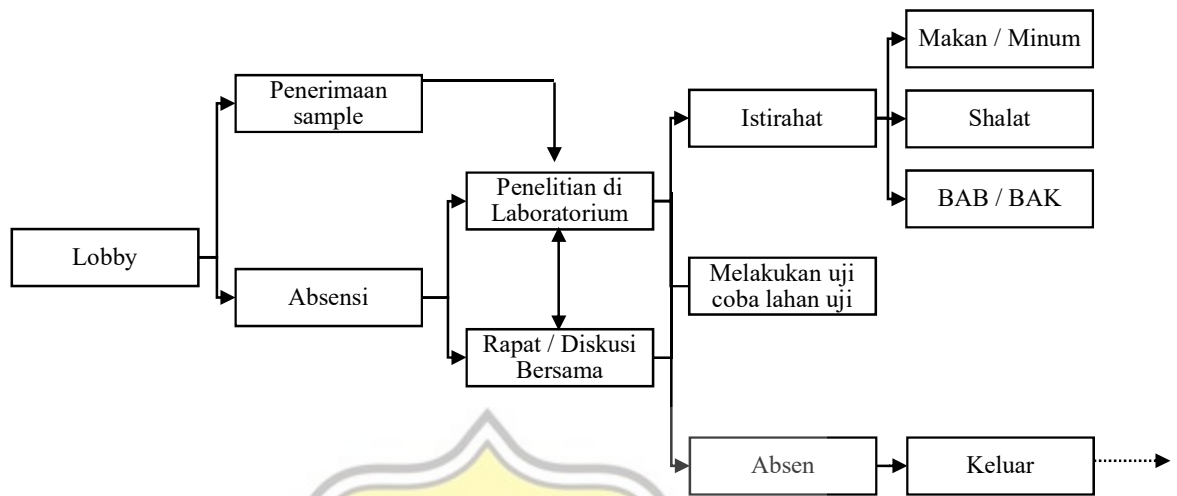 Lobby
Penerimaan
sample
Absensi
Penelitian di
Laboratorium
Rapat / Diskusi
Bersama
Istirahat
Melakukan uji
coba lahan uji
Absen
Makan / Minum
Shalat
BAB / BAK
Keluar